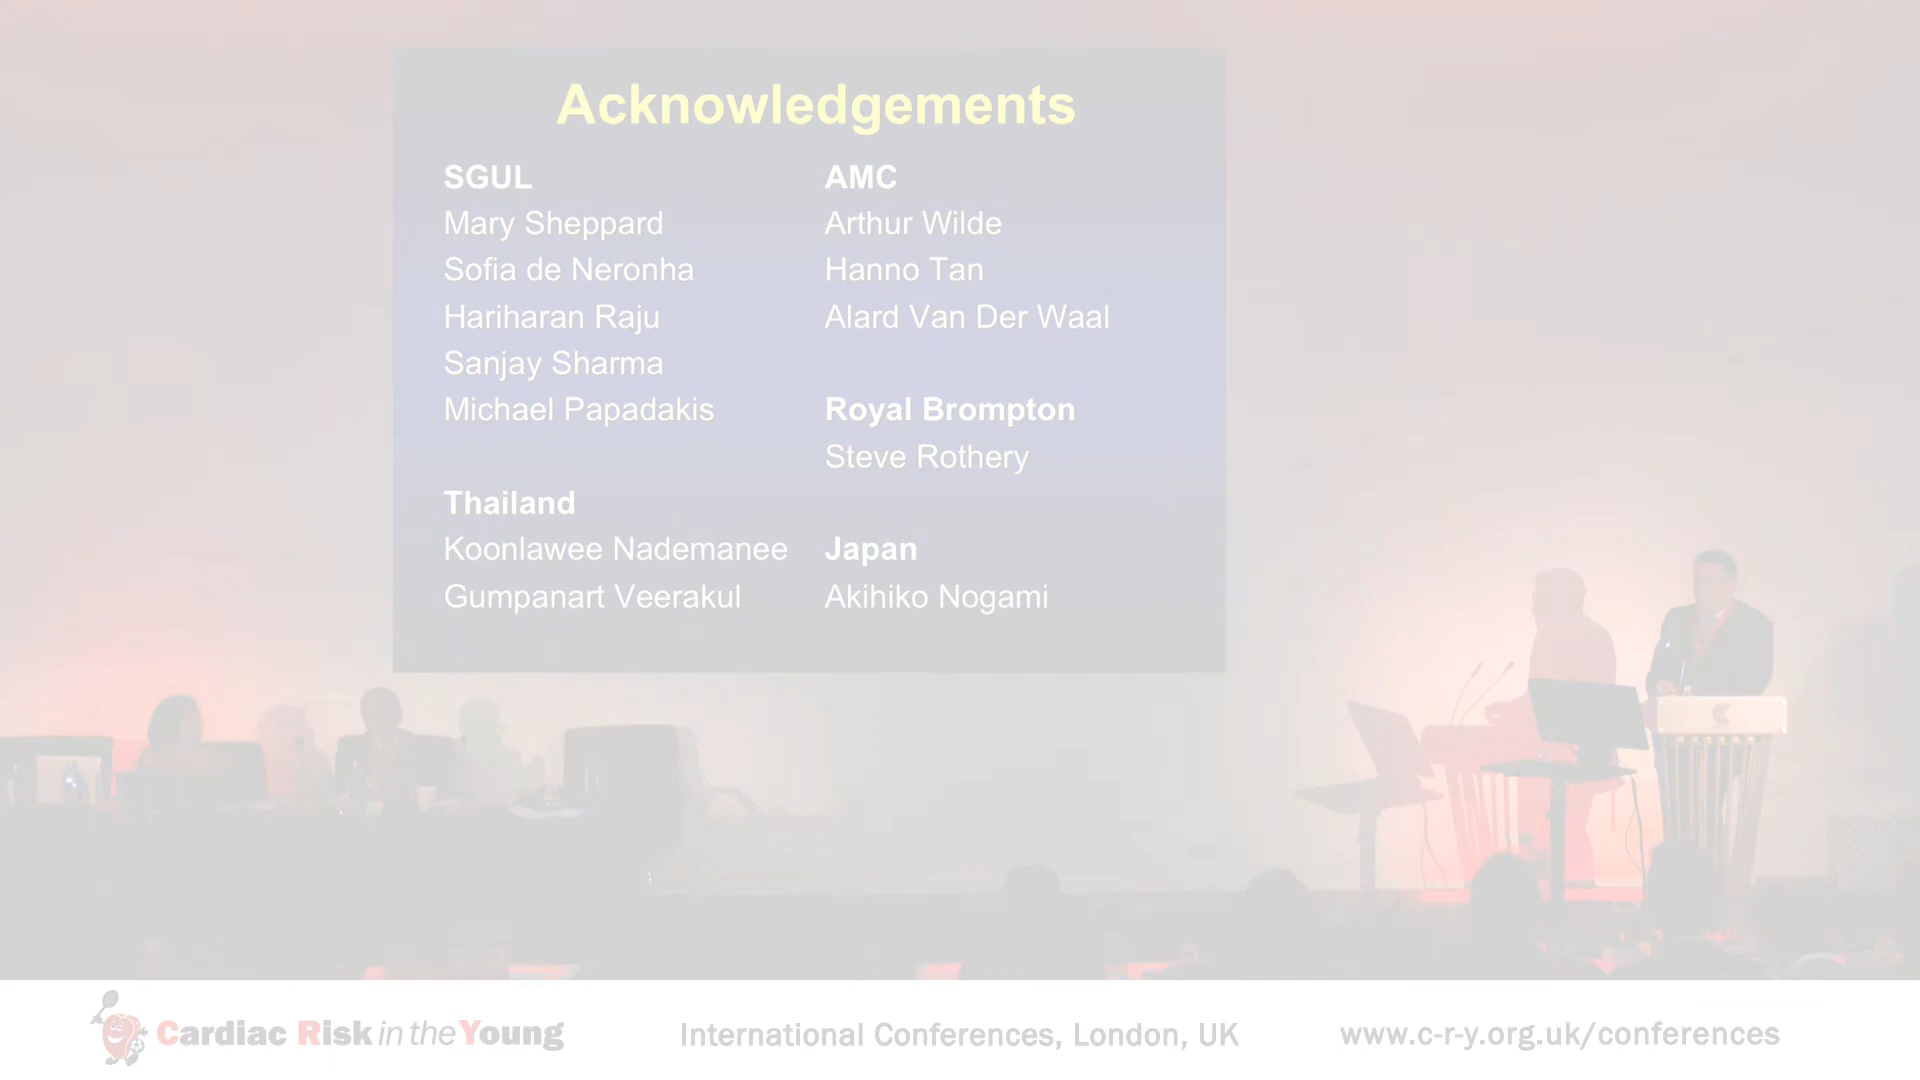 Acknowledgements
SGUL
Mary Sheppard
Sofia de Neronha
Hariharan Raju
Sanjay Sharma
Michael Papadakis
Thailand
Koonlawee Nademanee
Gumpanart Veerakul
AMC
Arthur Wilde
Hanno Tan
Alard Van Der Waal
Royal Brompton
Steve Rothery
Japan
Akihiko Nogami
Cardiac Risk in the Young
International Conferences, London, UK
www.c-r-y.org.uk/conferences